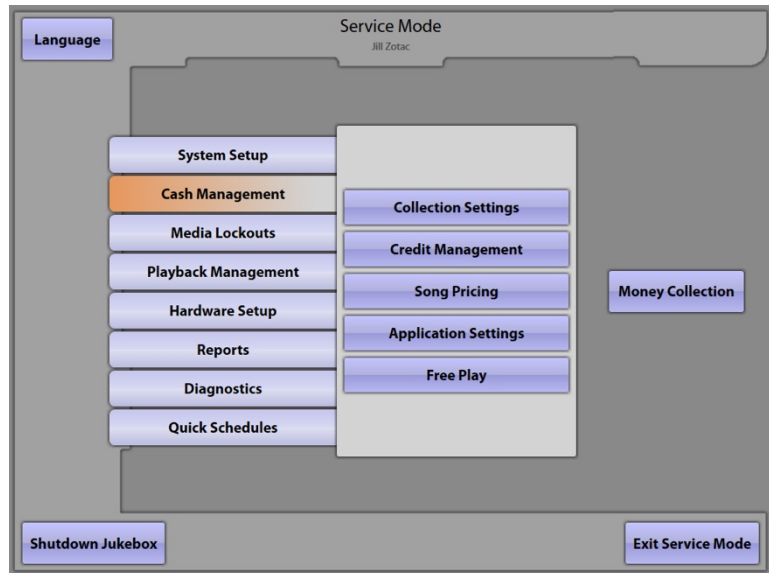 Language
Service Mode
Jill Zotac
System Setup
Cash Management
Media Lockouts
Playback Management
Hardware Setup
Reports
Diagnostics
Quick Schedules
Collection Settings
Credit Management
Song Pricing
Application Settings
Free Play
Money Collection
Shutdown Jukebox
Exit Service Mode